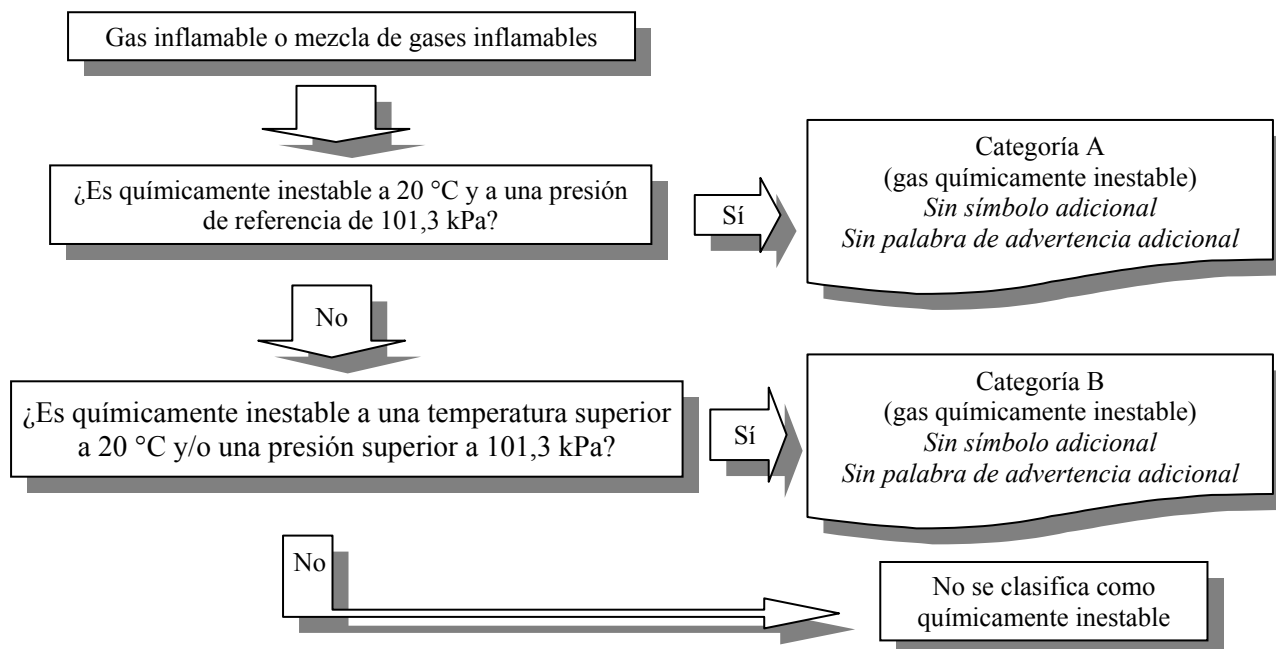 Gas inflamable o mezcla de gases inflamables
¿Es químicamente inestable a 20 °C y a una presión
de referencia de 101,3 kPa?
Sí
Categoría A
(gas químicamente inestable)
Sin símbolo adicional
Sin palabra de advertencia adicional
No
¿Es químicamente inestable a una temperatura superior
a 20 °C y/o una presión superior a 101,3 kPa?
Sí
Categoría B
(gas químicamente inestable)
Sin símbolo adicional
Sin palabra de advertencia adicional
No
No se clasifica como
químicamente inestable